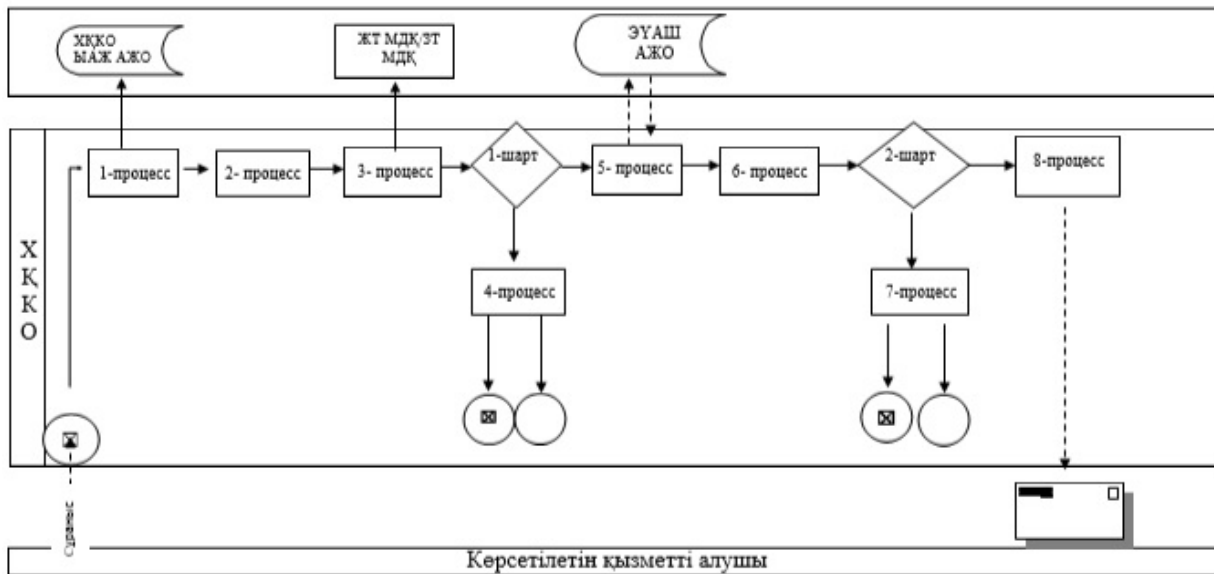 ХҚКО
ЫАЖ АЖО
ЖТ МДҚ/ЗТ
МДҚ
ЭҮАШ
АЖО
1-процесс
2- процесс
3- процесс
1-шарт
5- процесс
6- процесс
2-шарт
8-процесс
4-процесс
7-процесс
Х
Қ
К
О
Сұраныс
Көрсетілетін қызметті алушы